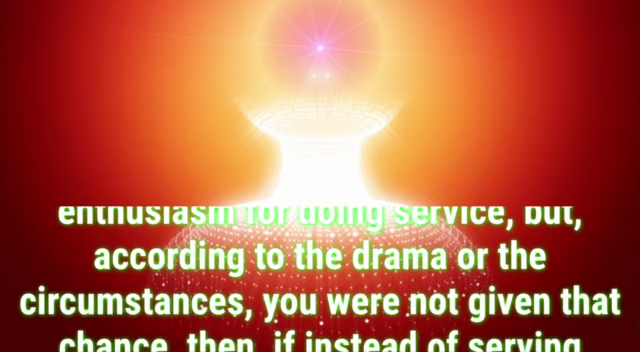 enthusiasm for doing service, but,
according to the drama or the
circumstances, you were not given that
chance, then, if instead of serving